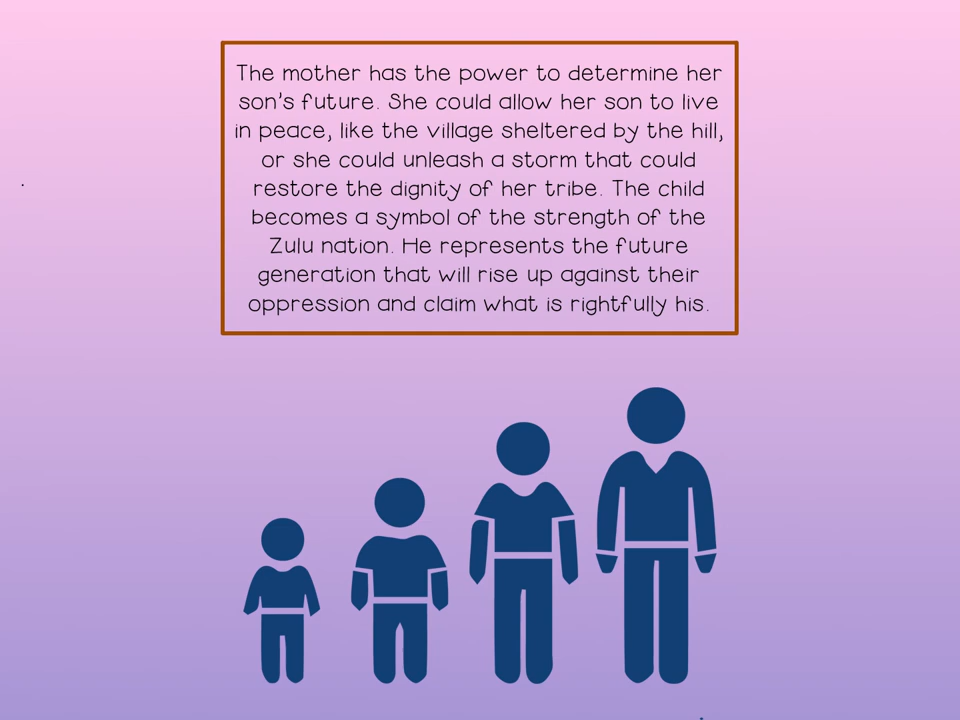 The mother has the power to determine her
son's future. She could allow her son to live
in peace, like the village sheltered by the hill,
or she could unleash a storm that could
restore the dignity of her tribe. The child
becomes a symbol of the strength of the
Zulu nation. He represents the future
generation that will rise up against their
oppression and claim what is rightfully his.